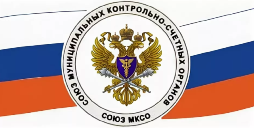 СОЮЗ МУНИЦИПАЛЬНЫХ КОНТРОЛЬНО-СЧЕТНЫХ ОРГАНОВ
СОЮЗ МКСО